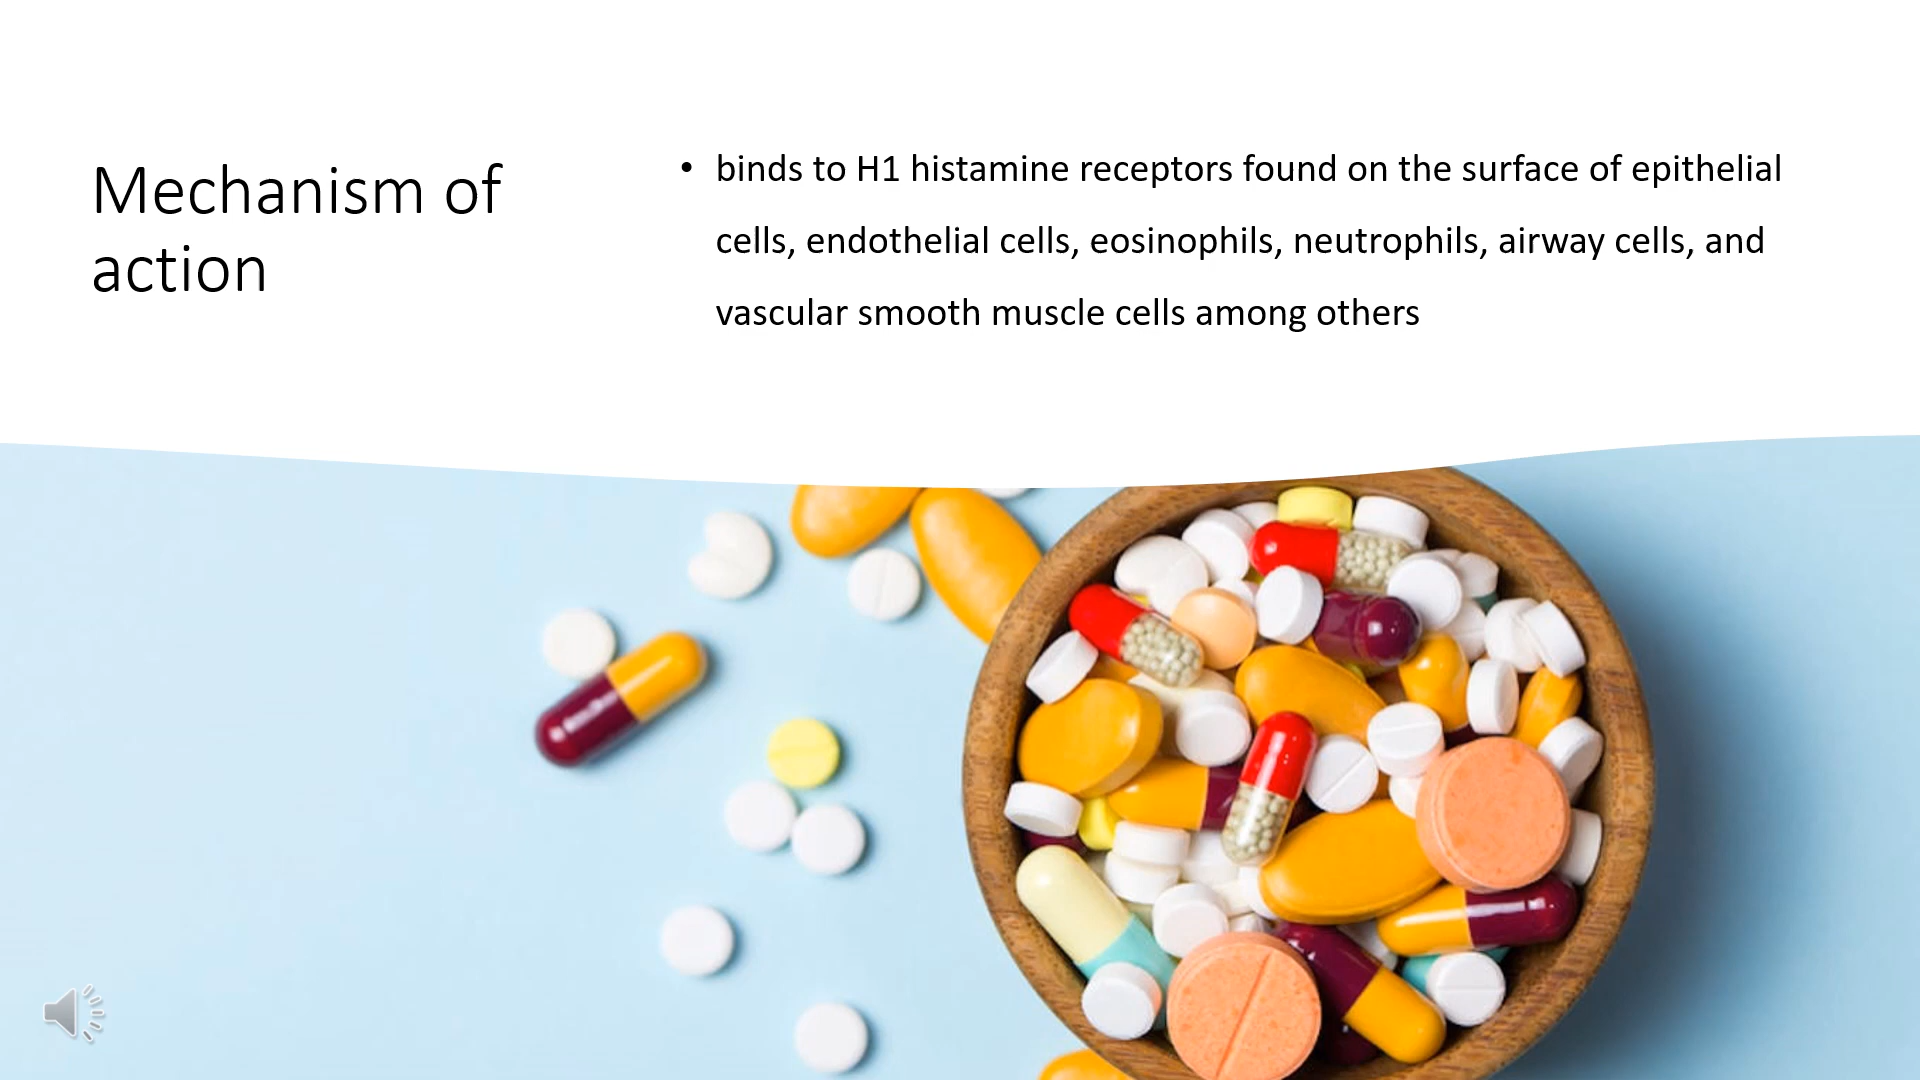 Mechanism of
action
• binds to H1 histamine receptors found on the surface of epithelial
cells, endothelial cells, eosinophils, neutrophils, airway cells, and
vascular smooth muscle cells among others